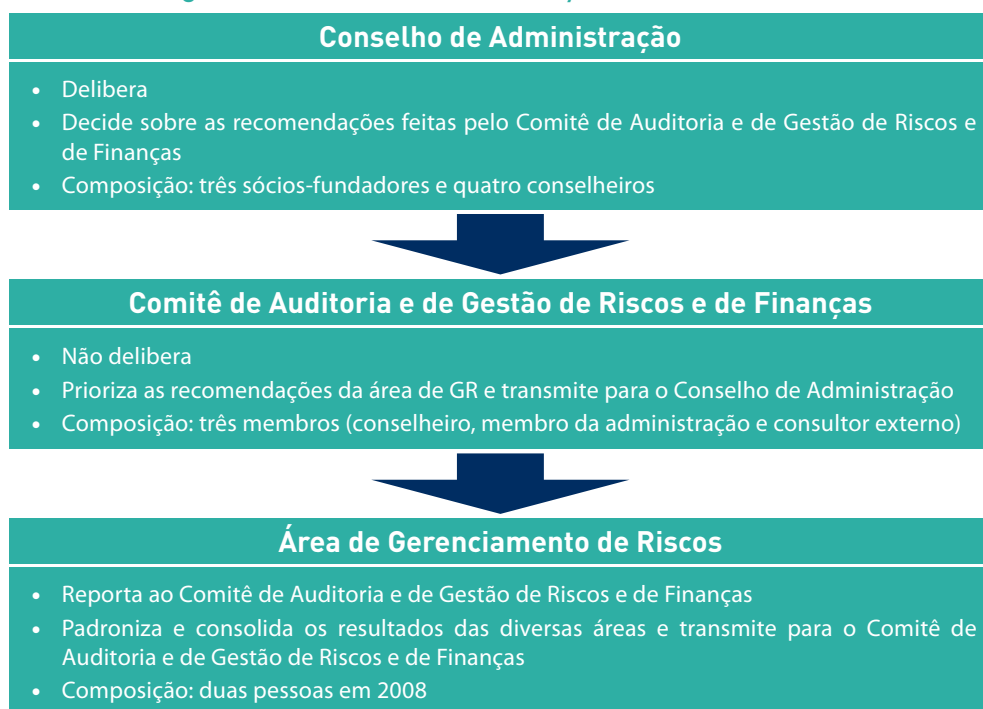 Conselho de Administração
• Delibera
• Decide sobre as recomendações feitas pelo Comitê de Auditoria e de Gestão de Riscos e
de Finanças
• Composição: três sócios-fundadores e quatro conselheiros
Comitê de Auditoria e de Gestão de Riscos e de Finanças
• Não delibera
• Prioriza as recomendações da área de GR e transmite para o Conselho de Administração
• Composição: três membros (conselheiro, membro da administração e consultor externo)
Área de Gerenciamento de Riscos
• Reporta ao Comitê de Auditoria e de Gestão de Riscos e de Finanças
• Padroniza e consolida os resultados das diversas áreas e transmite para o Comitê de
Auditoria e de Gestão de Riscos e de Finanças
• Composição: duas pessoas em 2008